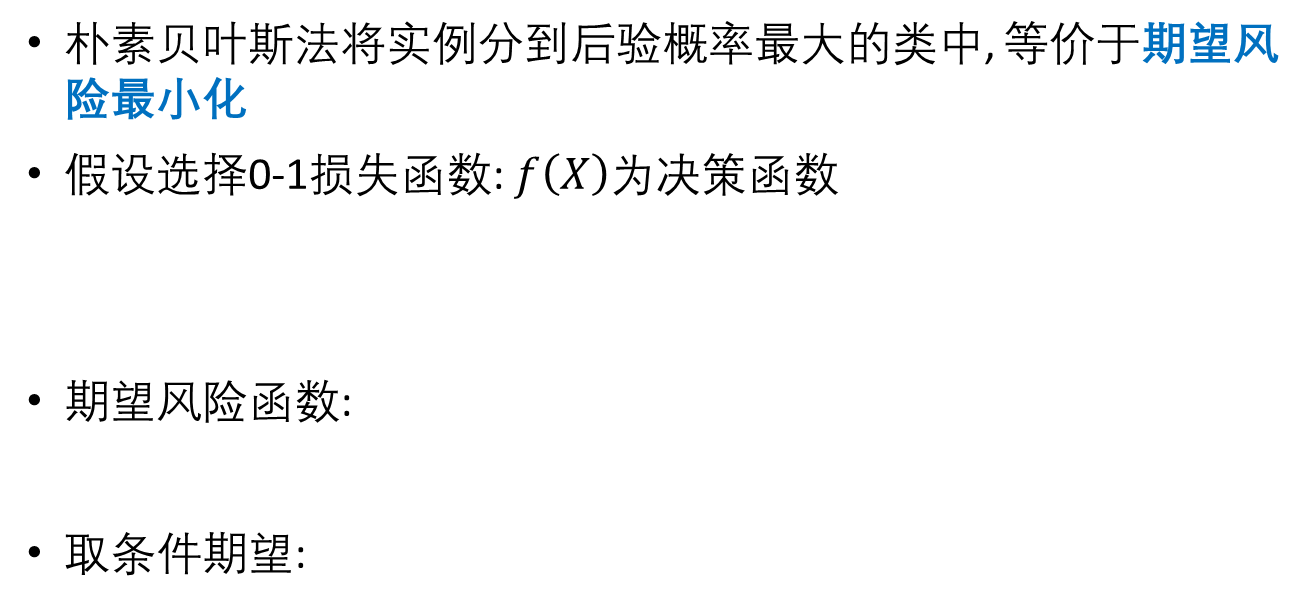 • 朴素贝叶斯法将实例分到后验概率最大的类中, 等价于期望风
险最小化
• 假设选择0-1损失函数: f(X)为决策函数
• 期望风险函数:
• 取条件期望: